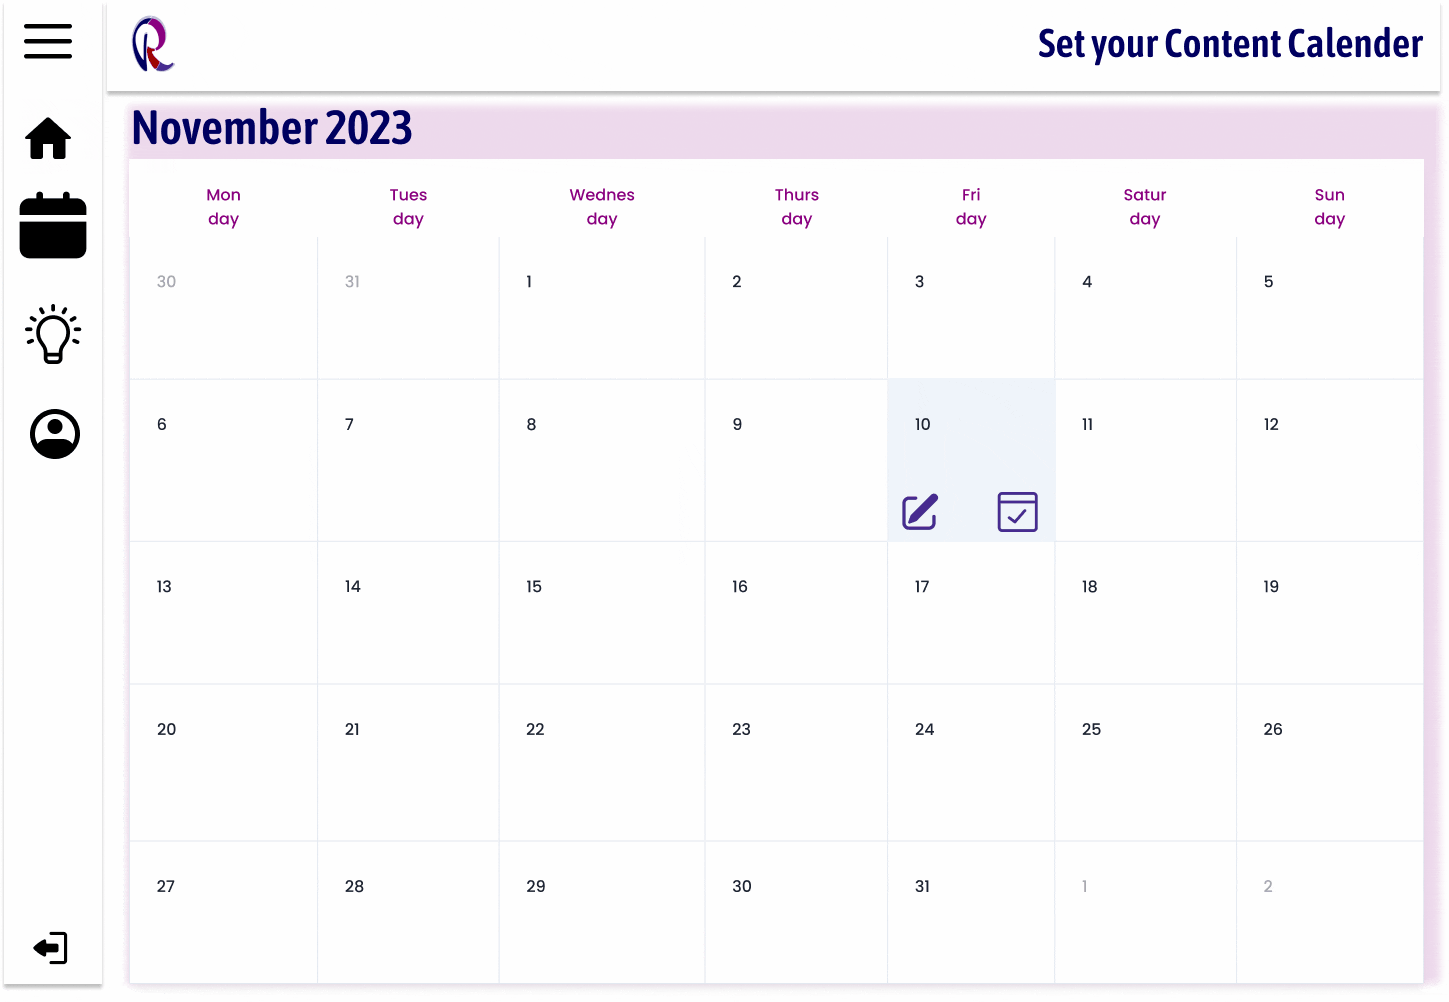 R
Set your Content Calender
November 2023
Mon Tues Wednes Thurs Fri Satur Sun
day day day day day day day
30 31 1 2 3 4 5
6 7 8 9 10 11 12
13 14 15 16 17 18 19
20 21 22 23 24 25 26
27 28 29 30 31 1 2